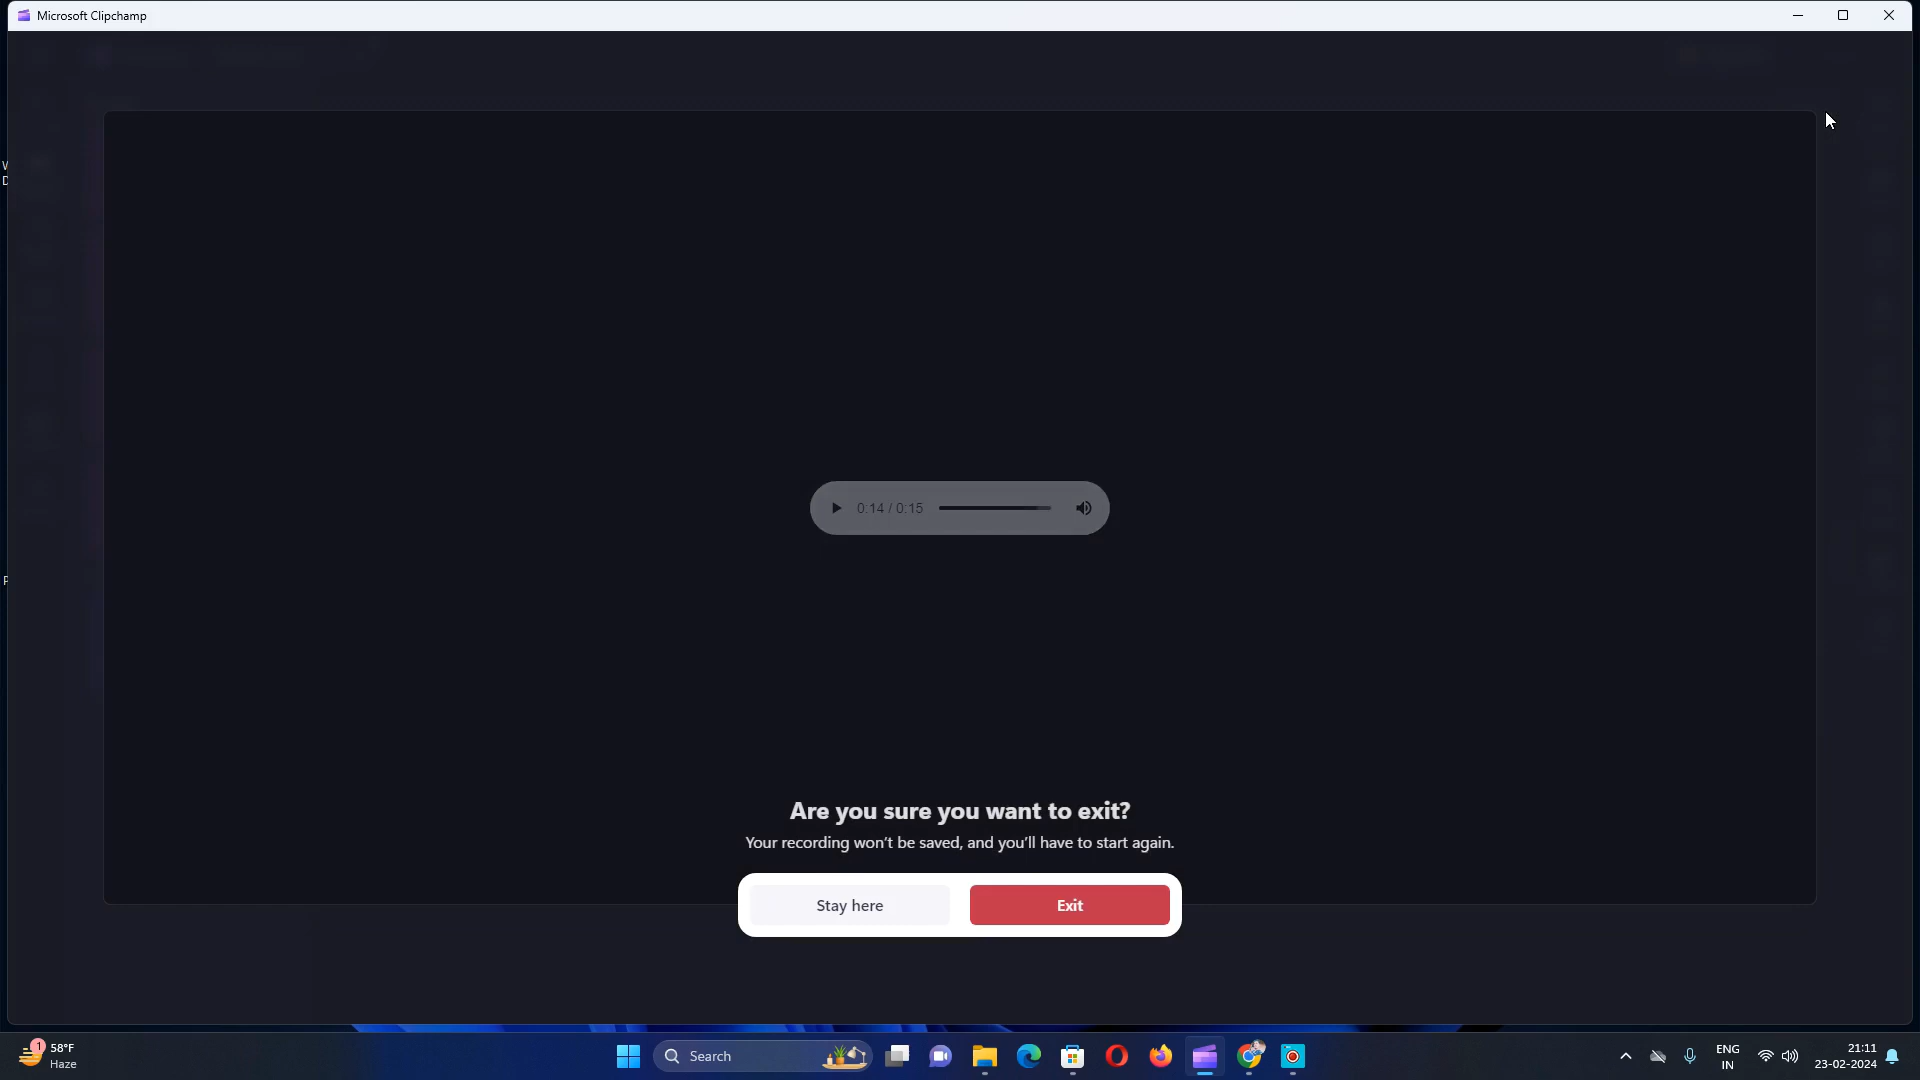 Microsoft Clipchamp
0:14 / 0:15
Are you sure you want to exit?
Your recording won't be saved, and you'll have to start again.
Stay here
Exit
1
58°F
Haze
Search
ENG
IN
21:11
23-02-2024